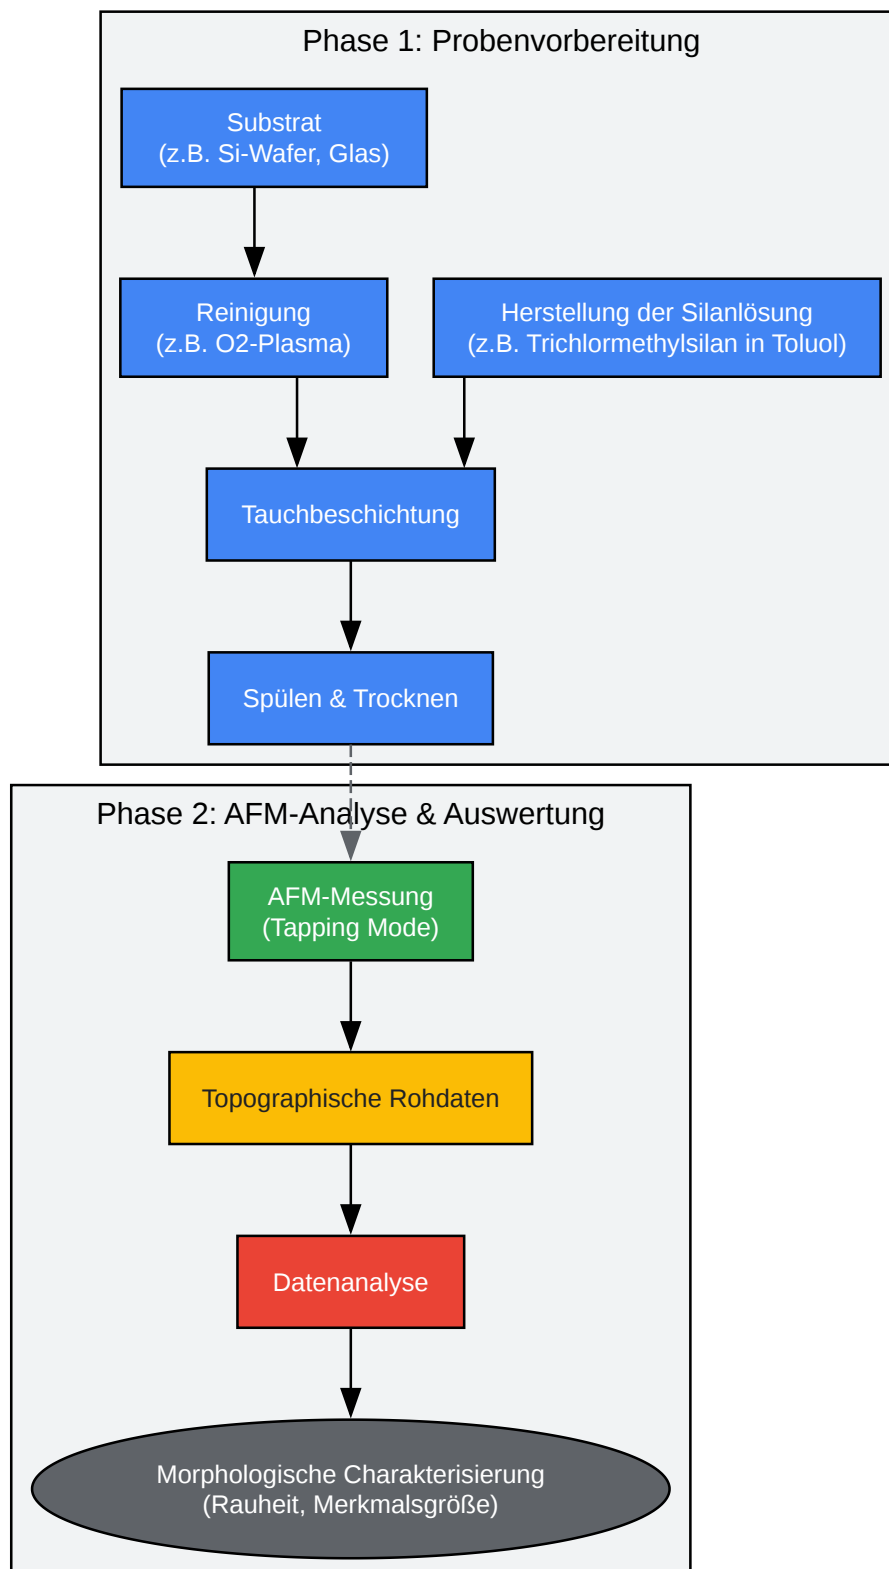 Phase 1: Probenvorbereitung
Substrat
(z.B. Si-Wafer, Glas)
Reinigung
(z.B. O2-Plasma)
Herstellung der Silanlösung
(z.B. Trichlormethylsilan in Toluol)
Tauchbeschichtung
Spülen & Trocknen
Phase 2: AFM-Analyse & Auswertung
AFM-Messung
(Tapping Mode)
Topographische Rohdaten
Datenanalyse
Morphologische Charakterisierung
(Rauheit, Merkmalsgröße)